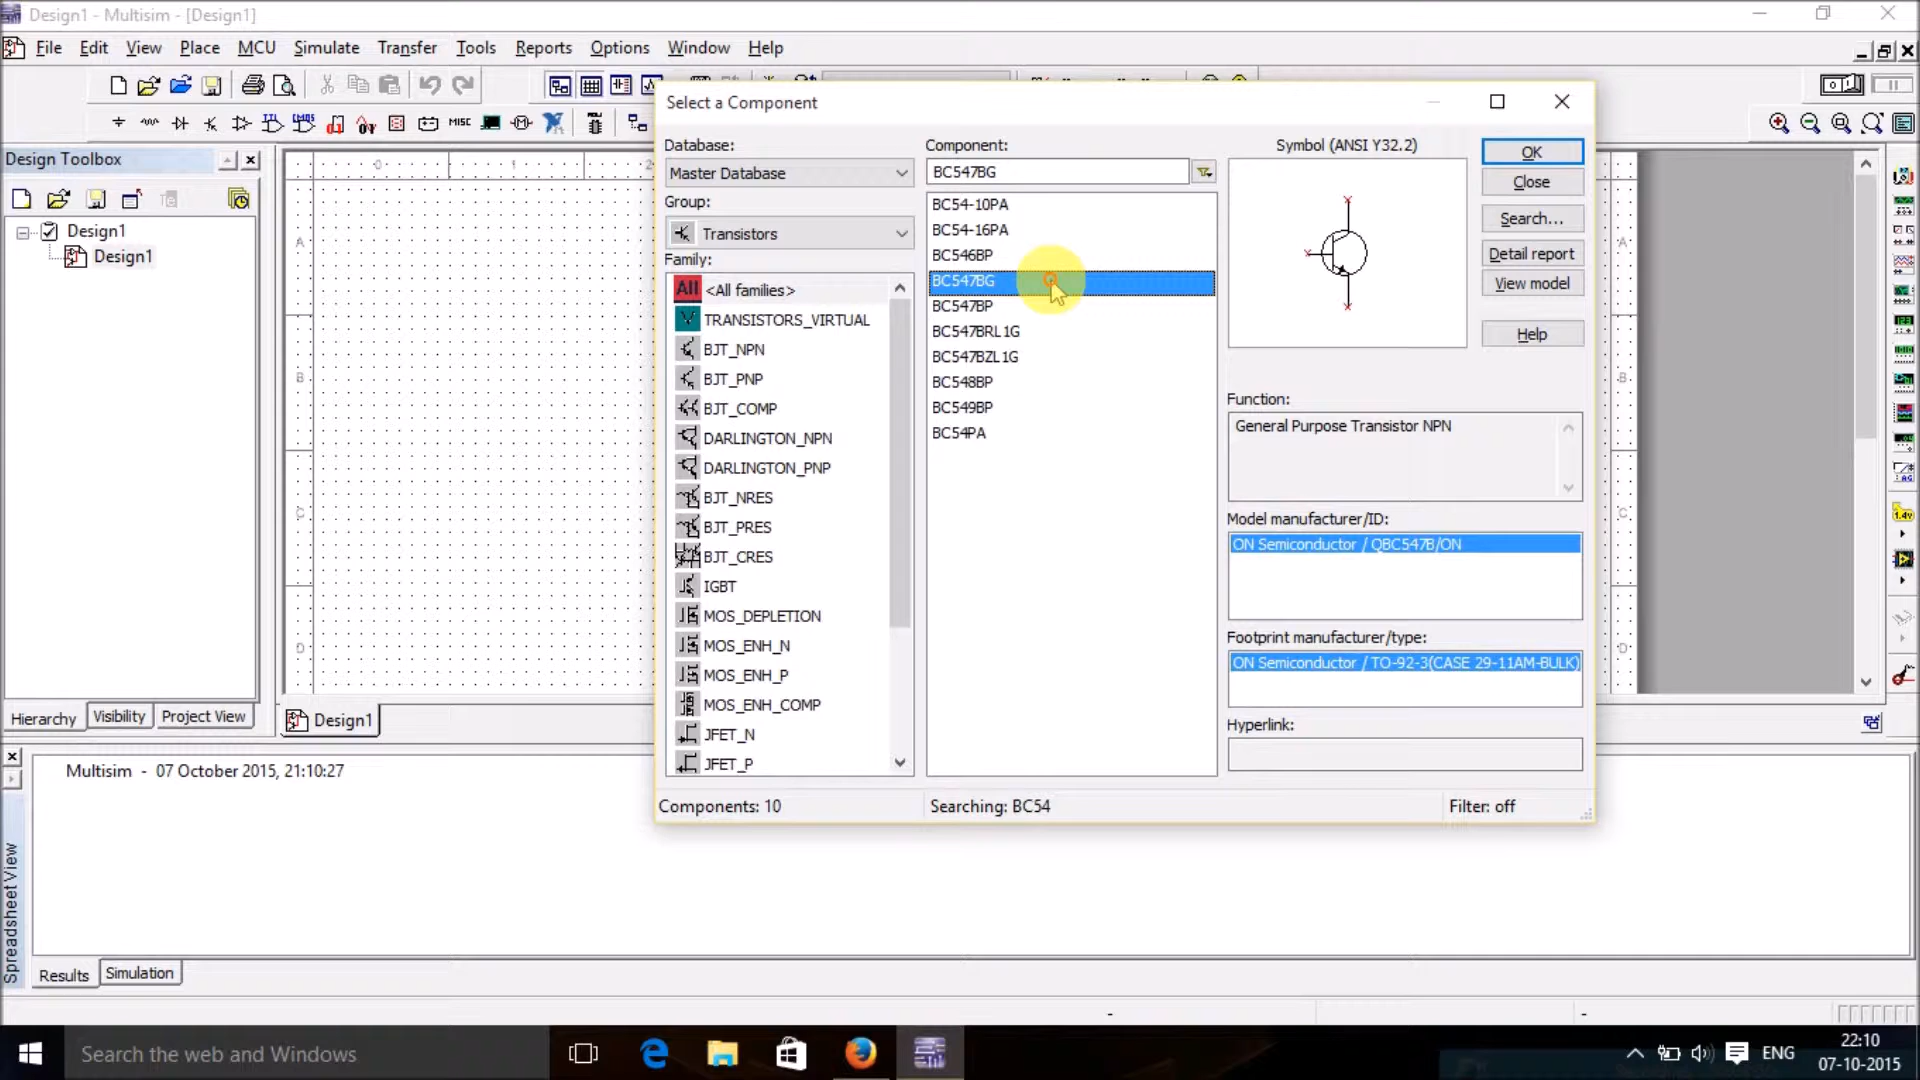 Design1 - Multisim - [Design1]
File Edit View Place MCU Simulate Transfer Tools Reports Options Window Help
MISC
Design Toolbox
Design1
Design1
Hierarchy
Visibility
Project View
Design1
Select a Component
Database:
Master Database
Group:
Transistors
Family:
All <All families>
TRANSISTORS_VIRTUAL
BJT_NPN
BJT_PNP
BJT_COMP
DARLINGTON_NPN
DARLINGTON_PNP
BJT_NRES
BJT_PRES
BJT_CRES
IGBT
MOS_DEPLETION
MOS_ENH_N
MOS_ENH_P
MOS_ENH_COMP
JFET_N
JFET_P
Component:
BC547BG
BC54-10PA
BC54-16PA
BC546BP
BC547BG
BC547BP
BC547BRL1G
BC547BZL1G
BC548BP
BC549BP
BC54PA
Symbol (ANSI Y32.2)
OK
Close
Search...
Detail report
View model
Help
Function:
General Purpose Transistor NPN
Model manufacturer/ID:
ON Semiconductor / QBC547B/ON
Footprint manufacturer/type:
ON Semiconductor / TO-92-3(CASE 29-11AM-BULK)
Hyperlink:
Components: 10
Searching: BC54
Filter: off
Multisim - 07 October 2015, 21:10:27
Spreadsheet View
Results
Simulation
Search the web and Windows
ENG
22:10
07-10-2015